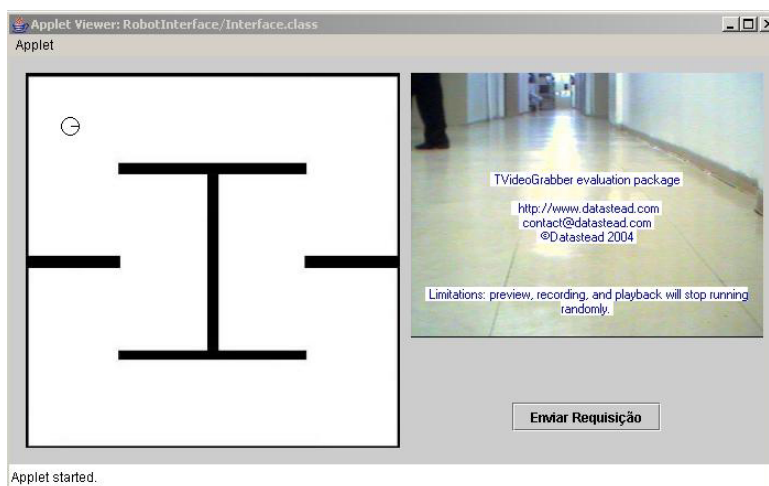 Applet Viewer: RobotInterface/Interface.class
Applet
TVideoGrabber evaluation package
http://www.datastead.com
contact@datastead.com
©Datastead 2004
Limitations: preview, recording, and playback will stop running
randomly.
Enviar Requisição
Applet started.